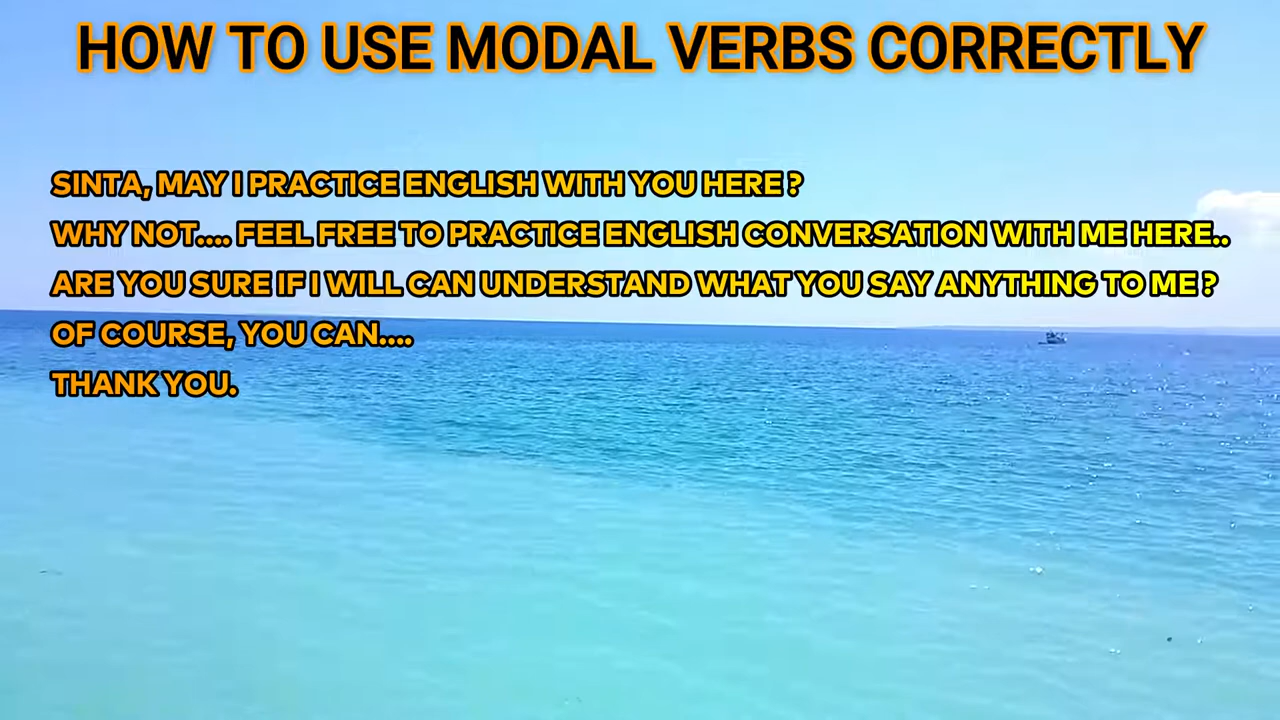 HOW TO USE MODAL VERBS CORRECTLY
SINTA, MAY I PRACTICE ENGLISH WITH YOU HERE ?
WHY NOT.... FEEL FREE TO PRACTICE ENGLISH CONVERSATION WITH ME HERE..
ARE YOU SURE IF I WILL CAN UNDERSTAND WHAT YOU SAY ANYTHING TO ME ?
OF COURSE, YOU CAN....
THANK YOU.